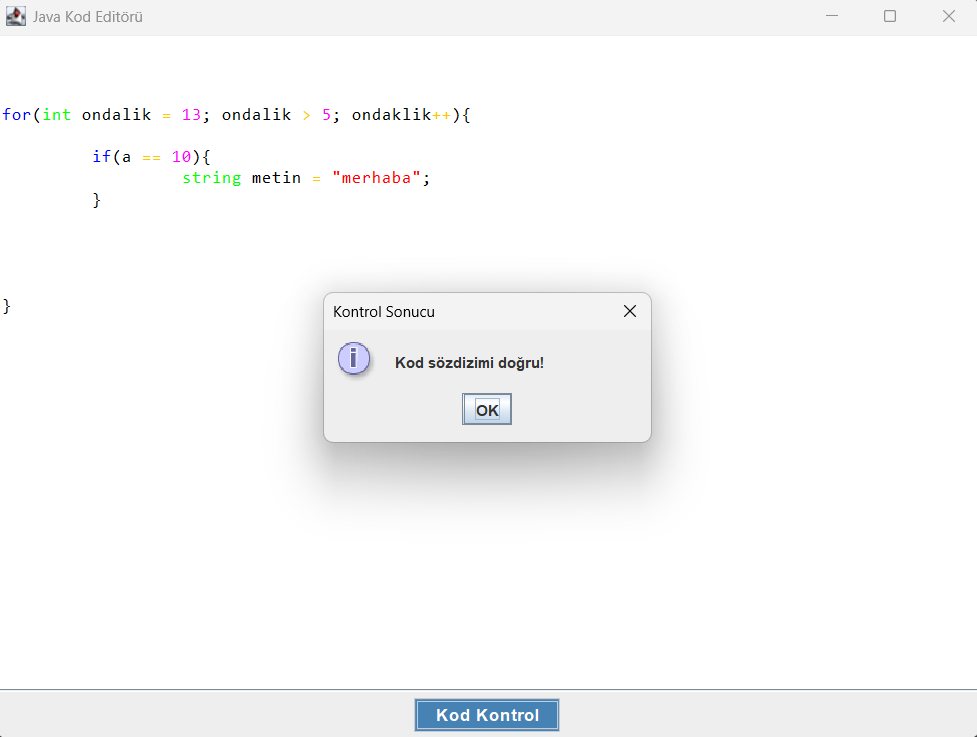 Java Kod Editörü
for(int ondalik = 13; ondalik > 5; ondaklik++){
if(a == 10){
string metin = "merhaba";
}
}
Kontrol Sonucu
Kod sözdizimi doğru!
OK
Kod Kontrol